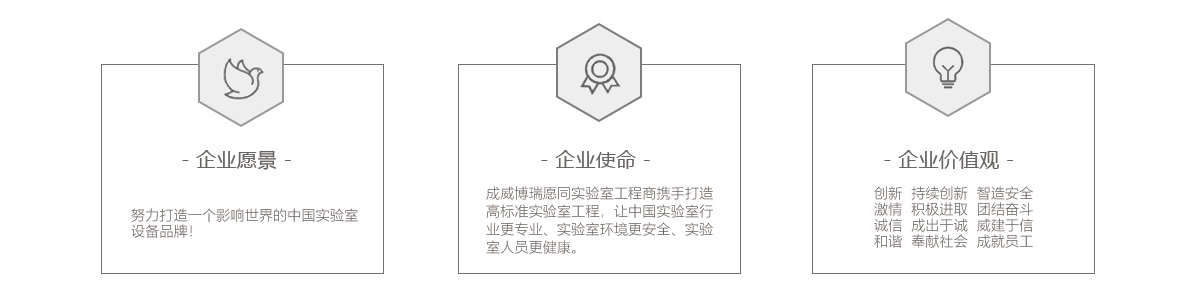 - 企业愿景 -
努力打造一个影响世界的中国实验室
设备品牌！
- 企业使命 -
成威博瑞愿同实验室工程商携手打造
高标准实验室工程，让中国实验室行
业更专业、实验室环境更安全、实验
室人员更健康。
- 企业价值观 -
创新 持续创新 智造安全
激情 积极进取 团结奋斗
诚信 成出于诚 威建于信
和谐 奉献社会 成就员工